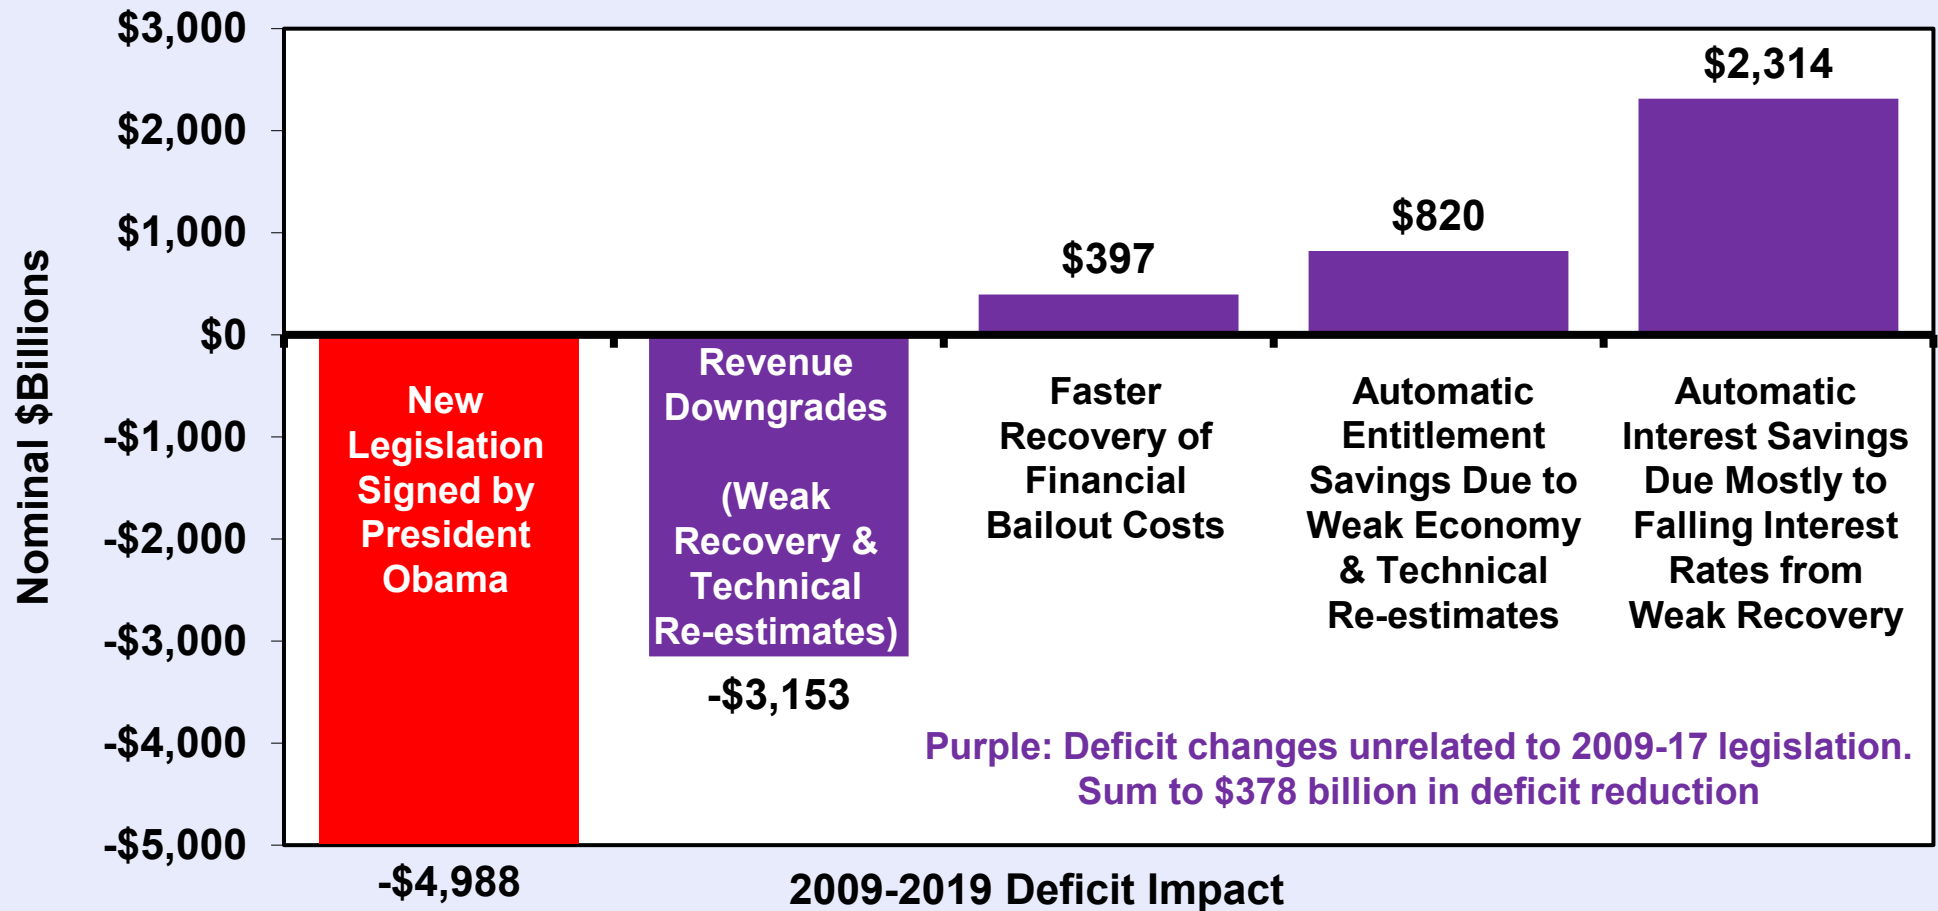 $3,000
$2,000
$1,000
$0
-$1,000
-$2,000
-$3,000
-$4,000
-$5,000
Nominal $Billions
New
Legislation
Signed by
President
Obama
-$4,988
Revenue
Downgrades
(Weak
Recovery &
Technical
Re-estimates)
-$3,153
$397
Faster
Recovery of
Financial
Bailout Costs
$820
Automatic
Entitlement
Savings Due to
Weak Economy
& Technical
Re-estimates
$2,314
Automatic
Interest Savings
Due Mostly to
Falling Interest
Rates from
Weak Recovery
Purple: Deficit changes unrelated to 2009-17 legislation.
Sum to $378 billion in deficit reduction
2009-2019 Deficit Impact